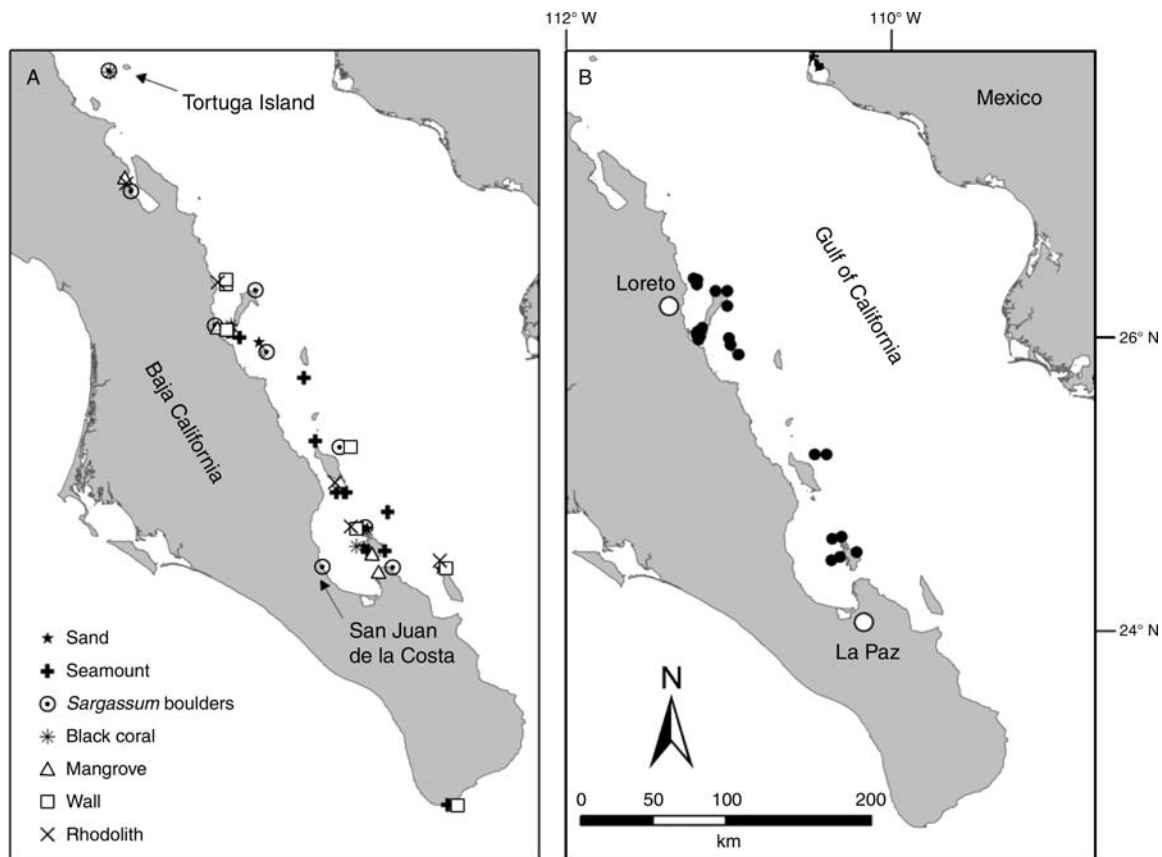 112° W
110° W
A
Tortuga Island
Baja California
San Juan
de la Costa
Sand
Seamount
Sargassum boulders
Black coral
Mangrove
Wall
Rhodolith
B
Mexico
Gulf of California
Loreto
26° N
24° N
La Paz
N
0 50 100 200
km